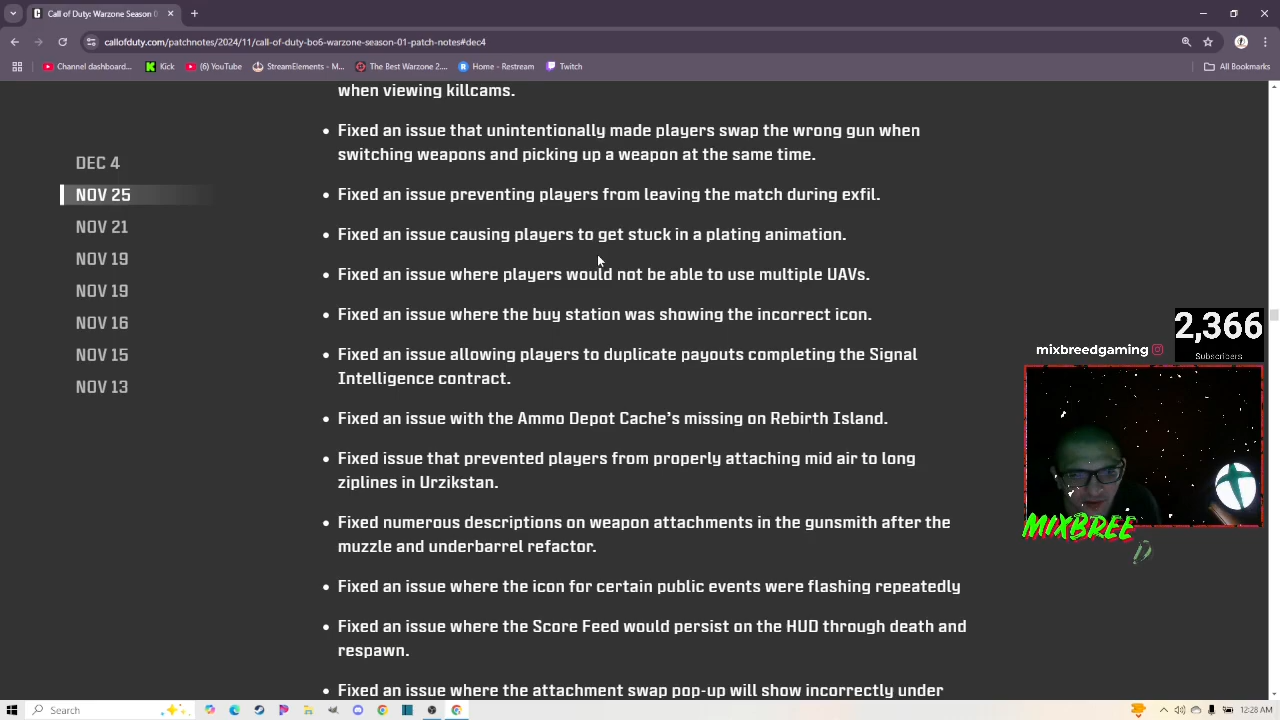 Call of Duty: Warzone Season 0
callofduty.com/patchnotes/2024/11/call-of-duty-bo6-warzone-season-01-patch-notes#dec4
Channel dashboard...
Kick
(6) YouTube
StreamElements - M...
The Best Warzone 2....
Home - Restream
Twitch
All Bookmarks
DEC 4
NOV 25
NOV 21
NOV 19
NOV 19
NOV 16
NOV 15
NOV 13
when viewing killcams.
Fixed an issue that unintentionally made players swap the wrong gun when
switching weapons and picking up a weapon at the same time.
Fixed an issue preventing players from leaving the match during exfil.
Fixed an issue causing players to get stuck in a plating animation.
Fixed an issue where players would not be able to use multiple UAVs.
Fixed an issue where the buy station was showing the incorrect icon.
Fixed an issue allowing players to duplicate payouts completing the Signal
Intelligence contract.
Fixed an issue with the Ammo Depot Cache's missing on Rebirth Island.
Fixed issue that prevented players from properly attaching mid air to long
ziplines in Urzikstan.
Fixed numerous descriptions on weapon attachments in the gunsmith after the
muzzle and underbarrel refactor.
Fixed an issue where the icon for certain public events were flashing repeatedly
Fixed an issue where the Score Feed would persist on the HUD through death and
respawn.
Fixed an issue where the attachment swap pop-up will show incorrectly under
2,366
Subscribers
mixbreedgaming
MIXBREE
Search
12:28 AM